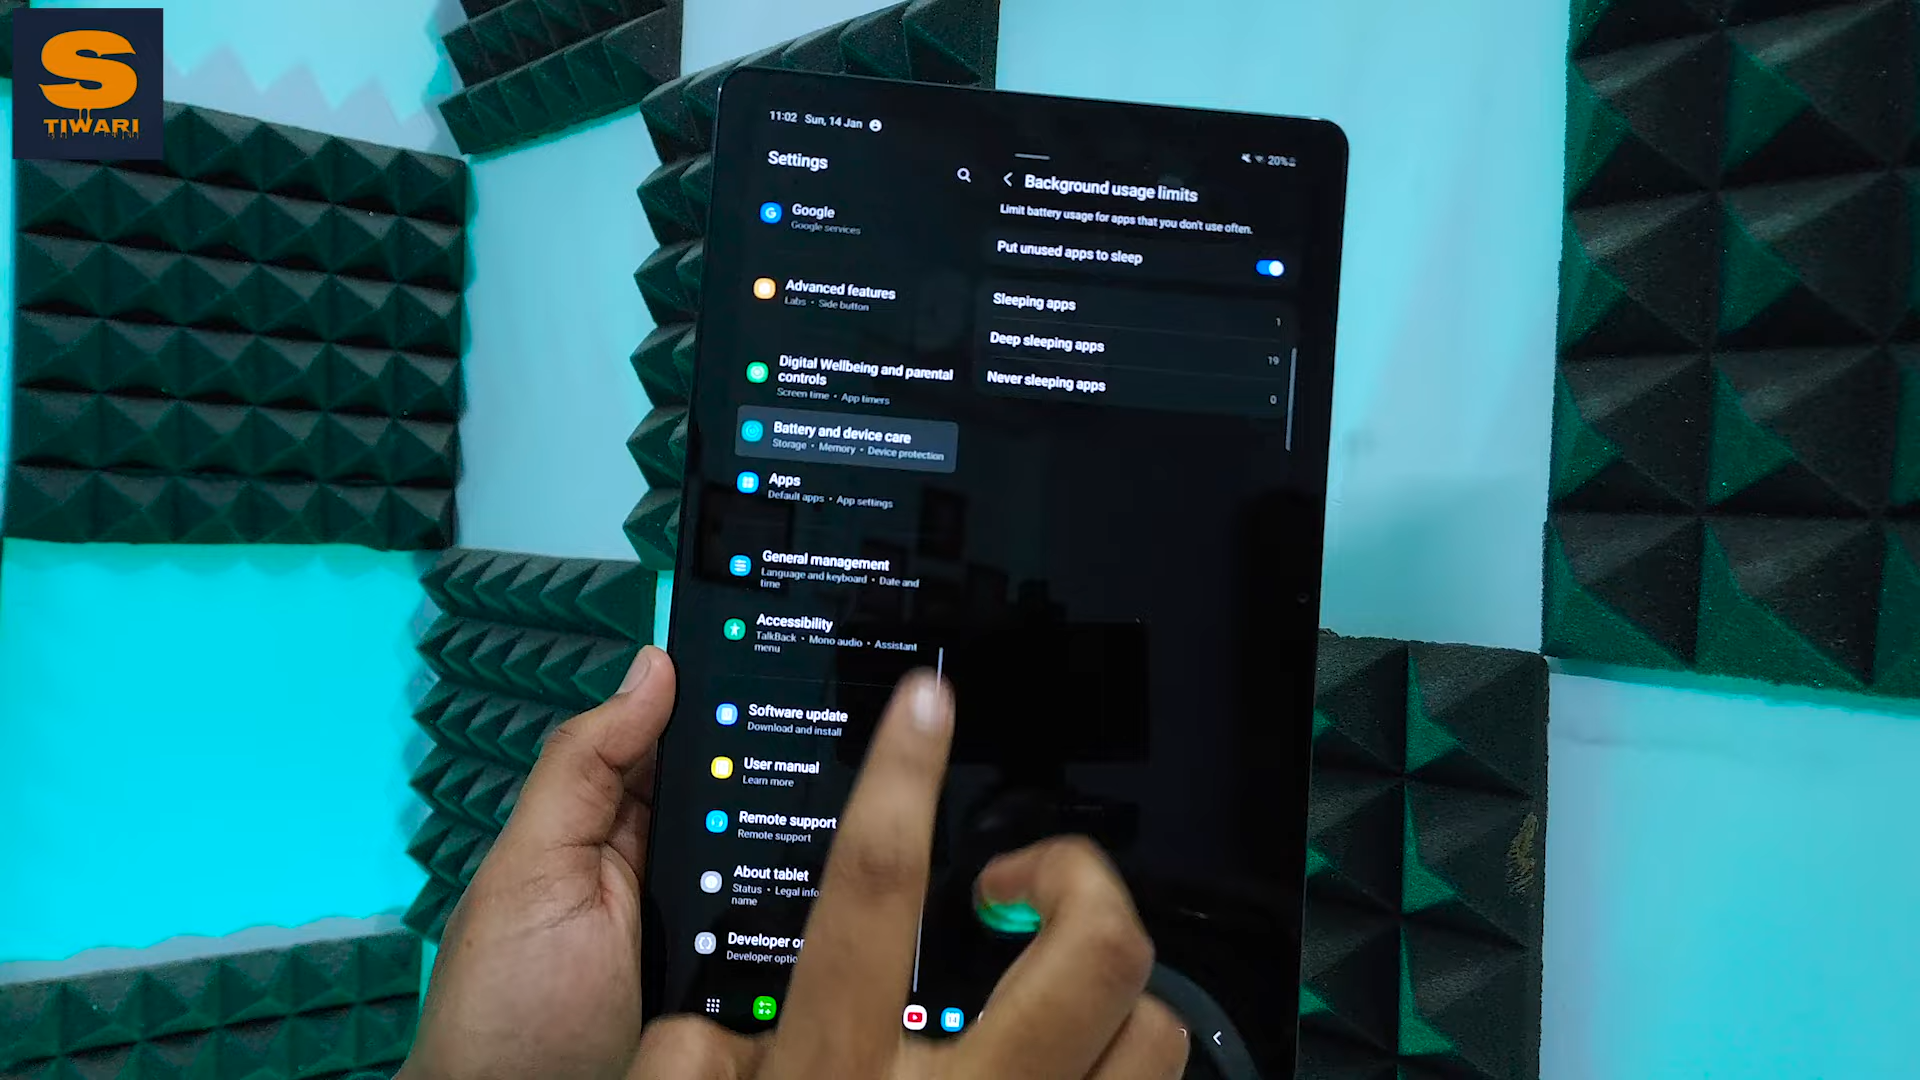 S
TIWARI
11:02 Sun, 14 Jan
20%
Settings
Google
Google services
Advanced features
Labs • Side button
Digital Wellbeing and parental
controls
Screen time • App timers
Battery and device care
Storage • Memory • Device protection
Apps
Default apps • App settings
General management
Language and keyboard • Date and
time
Accessibility
TalkBack • Mono audio • Assistant
menu
Software update
Download and install
User manual
Learn more
Remote support
Remote support
About tablet
Status • Legal info
name
Developer op
Developer optio
Background usage limits
Limit battery usage for apps that you don't use often.
Put unused apps to sleep
Sleeping apps
1
Deep sleeping apps
19
Never sleeping apps
0